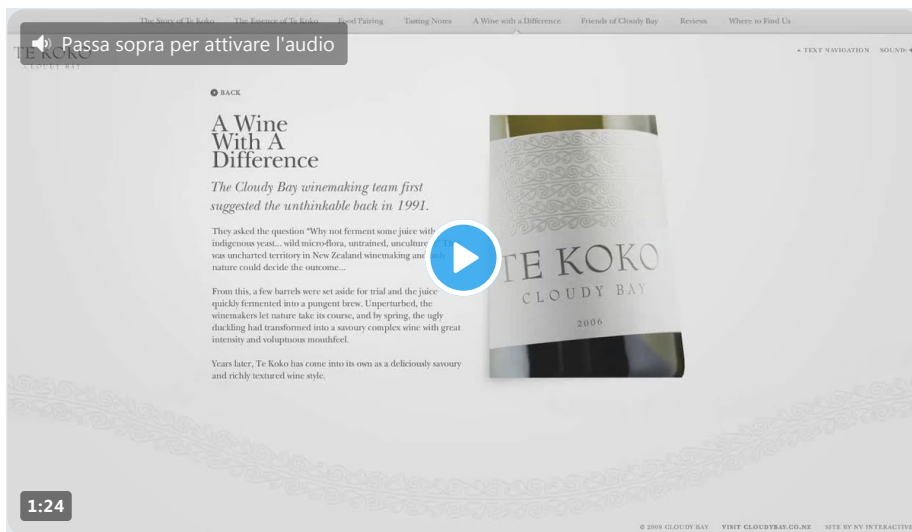 The Story of Te Koko The Essence of Te Koko Food Pairing Tasting Notes A Wine with a Difference Friends of Cloudy Bay Reviews Where to Find Us
Passa sopra per attivare l'audio
TE KOKO
CLOUDY BAY
TEXT NAVIGATION SOUND:
BACK
A Wine
With A
Difference
The Cloudy Bay winemaking team first
suggested the unthinkable back in 1991.
They asked the question "Why not ferment some juice with
indigenous yeast... wild micro-flora, untrained,
was uncharted territory in New Zealand winemaking and
nature could decide the outcome...
From this, a few barrels were set aside for trial and the juice
quickly fermented into a pungent brew. Unperturbed, the
winemakers let nature take its course, and by spring, the ugly
duckling had transformed into a savoury complex wine with great
intensity and voluptuous mouthfeel.
Years later, Te Koko has come into its own as a deliciously savoury
and richly textured wine style.
TE KOKO
CLOUDY BAY
2006
1:24
© 2009 CLOUDY BAY VISIT CLOUDYBAY.CO.NZ SITE BY NV INTERACTIVE